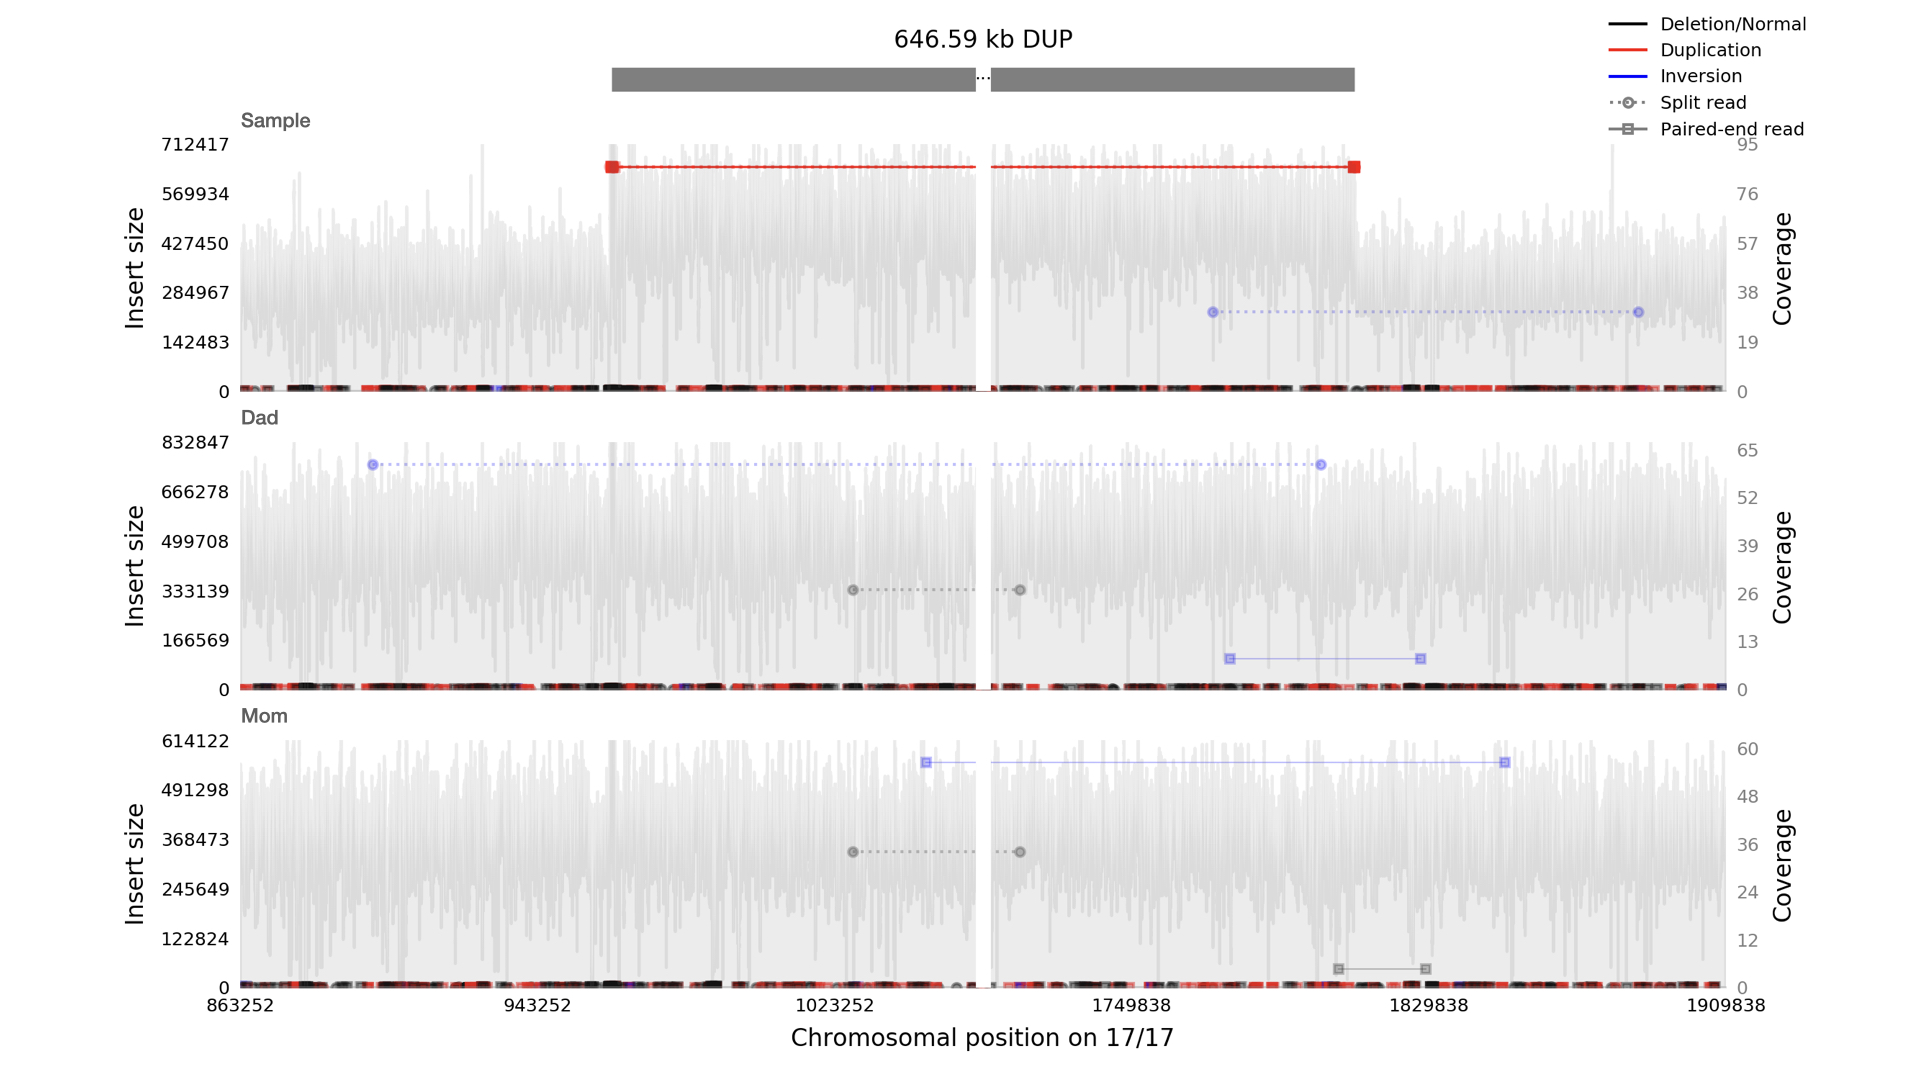 646.59 kb DUP
...
Deletion/Normal
Duplication
Inversion
Split read
Paired-end read
Sample
712417
569934
427450
284967
142483
0
Insert size
95
76
57
38
19
0
Coverage
Dad
832847
666278
499708
333139
166569
0
Insert size
65
52
39
26
13
0
Coverage
Mom
614122
491298
368473
245649
122824
0
Insert size
60
48
36
24
12
0
Coverage
863252 943252 1023252 1749838 1829838 1909838
Chromosomal position on 17/17